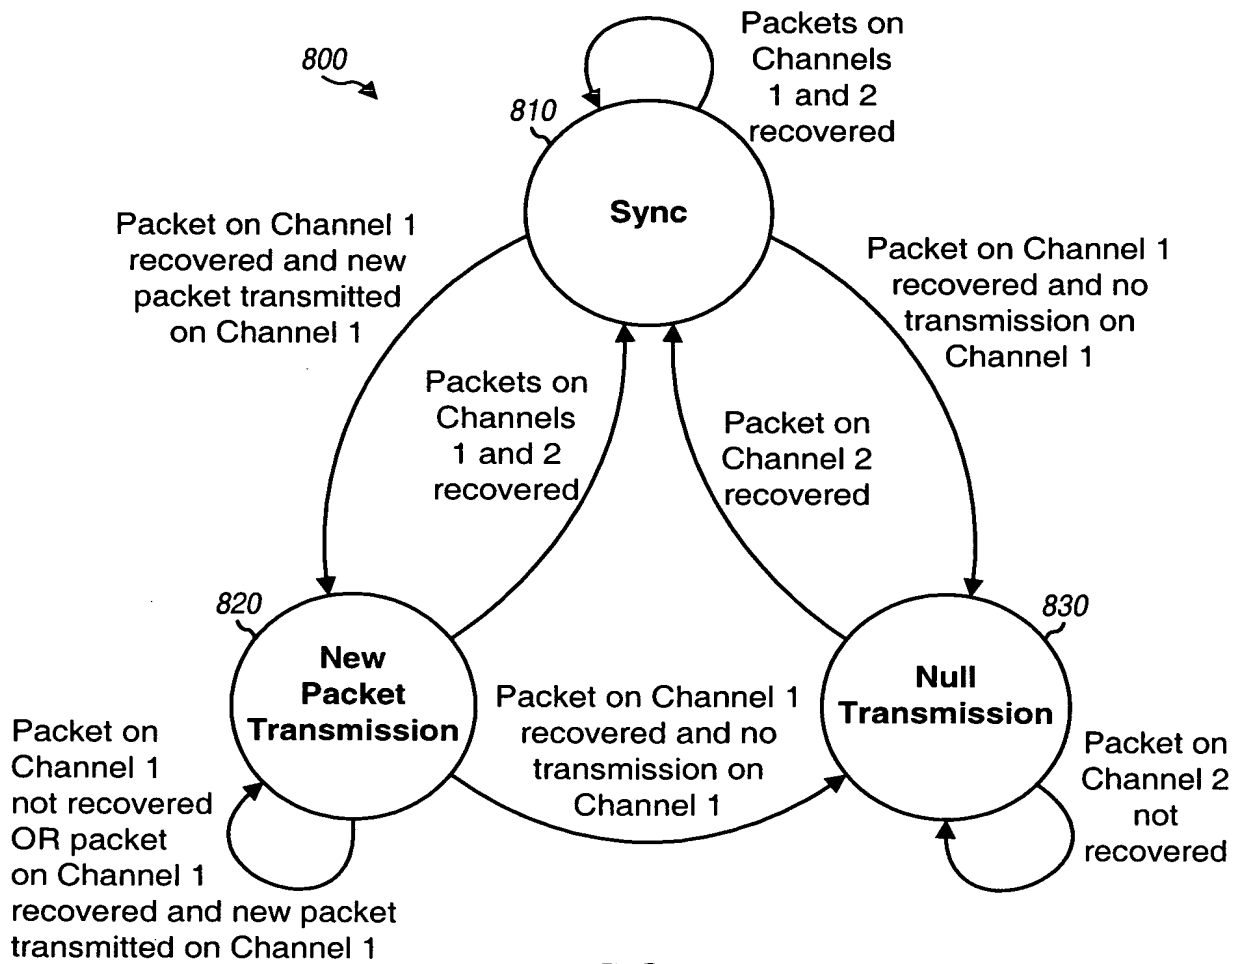 800
Packets on
Channels
1 and 2
recovered
810
Sync
Packet on Channel 1
recovered and new
packet transmitted
on Channel 1
Packet on Channel 1
recovered and no
transmission on
Channel 1
Packets on
Channels
1 and 2
recovered
Packet on
Channel 2
recovered
820
New
Packet
Transmission
830
Null
Transmission
Packet on Channel 1
recovered and no
transmission on
Channel 1
Packet on
Channel 1
not recovered
OR packet
on Channel 1
recovered and new packet
transmitted on Channel 1
Packet on
Channel 2
not
recovered